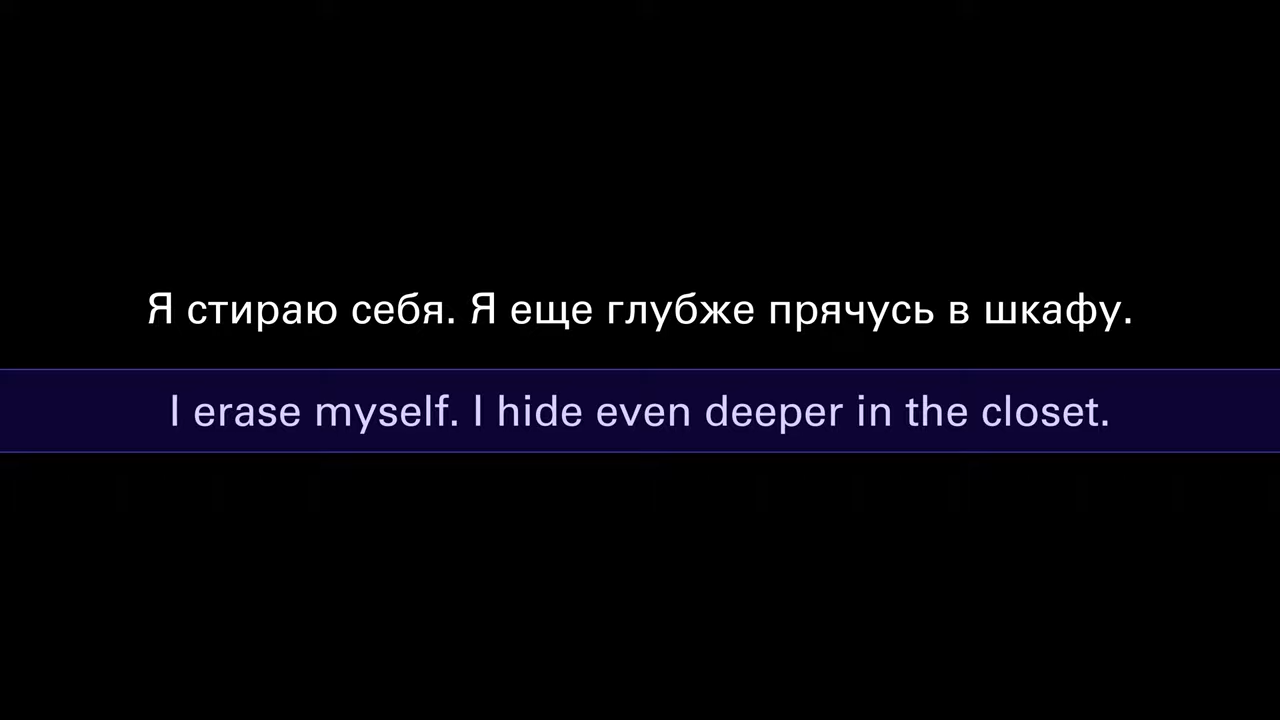 Я стираю себя. Я еще глубже прячусь в шкафу.
I erase myself. I hide even deeper in the closet.